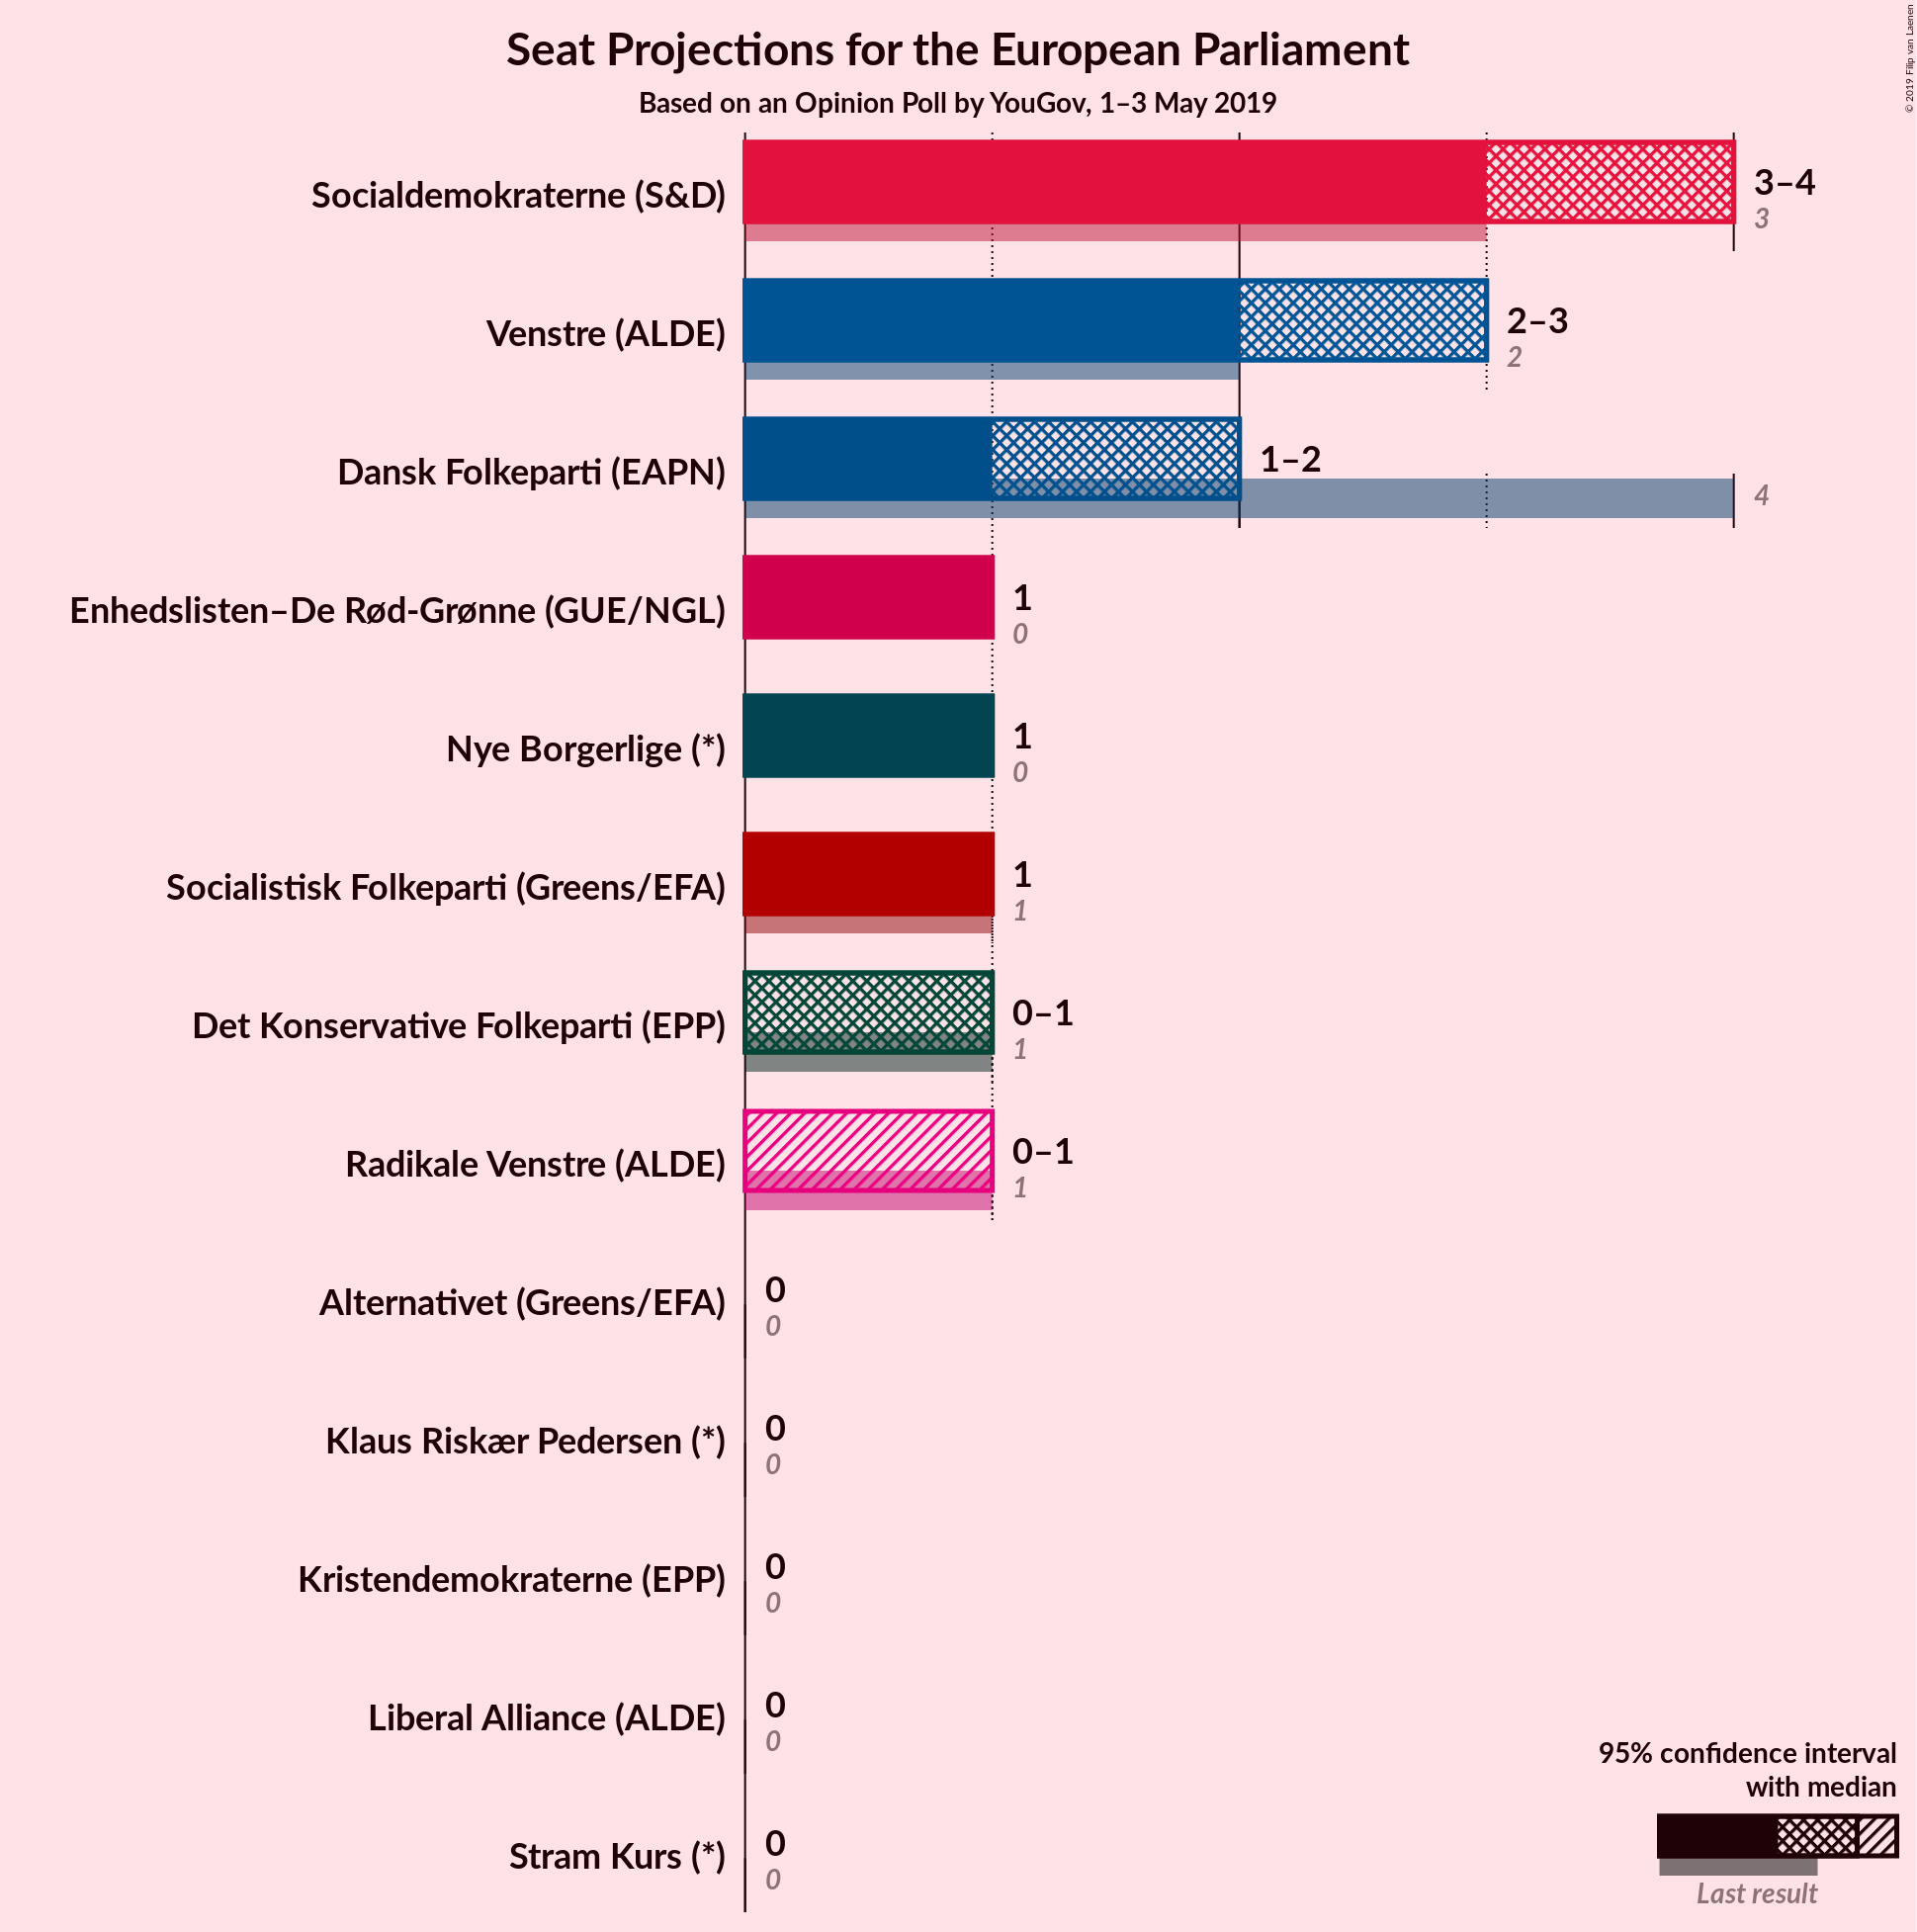 Seat Projections for the European Parliament
Based on an Opinion Poll by YouGov, 1–3 May 2019
© 2019 Filip van Laenen
Socialdemokraterne (S&D)
3–4
3
Venstre (ALDE)
2–3
2
Dansk Folkeparti (EAPN)
1–2
4
Enhedslisten–De Rød-Grønne (GUE/NGL)
1
0
Nye Borgerlige (*)
1
0
Socialistisk Folkeparti (Greens/EFA)
1
1
Det Konservative Folkeparti (EPP)
0–1
1
Radikale Venstre (ALDE)
0–1
1
Alternativet (Greens/EFA)
0
0
Klaus Riskær Pedersen (*)
0
0
Kristendemokraterne (EPP)
0
0
Liberal Alliance (ALDE)
0
0
Stram Kurs (*)
0
0
95% confidence interval
with median
Last result